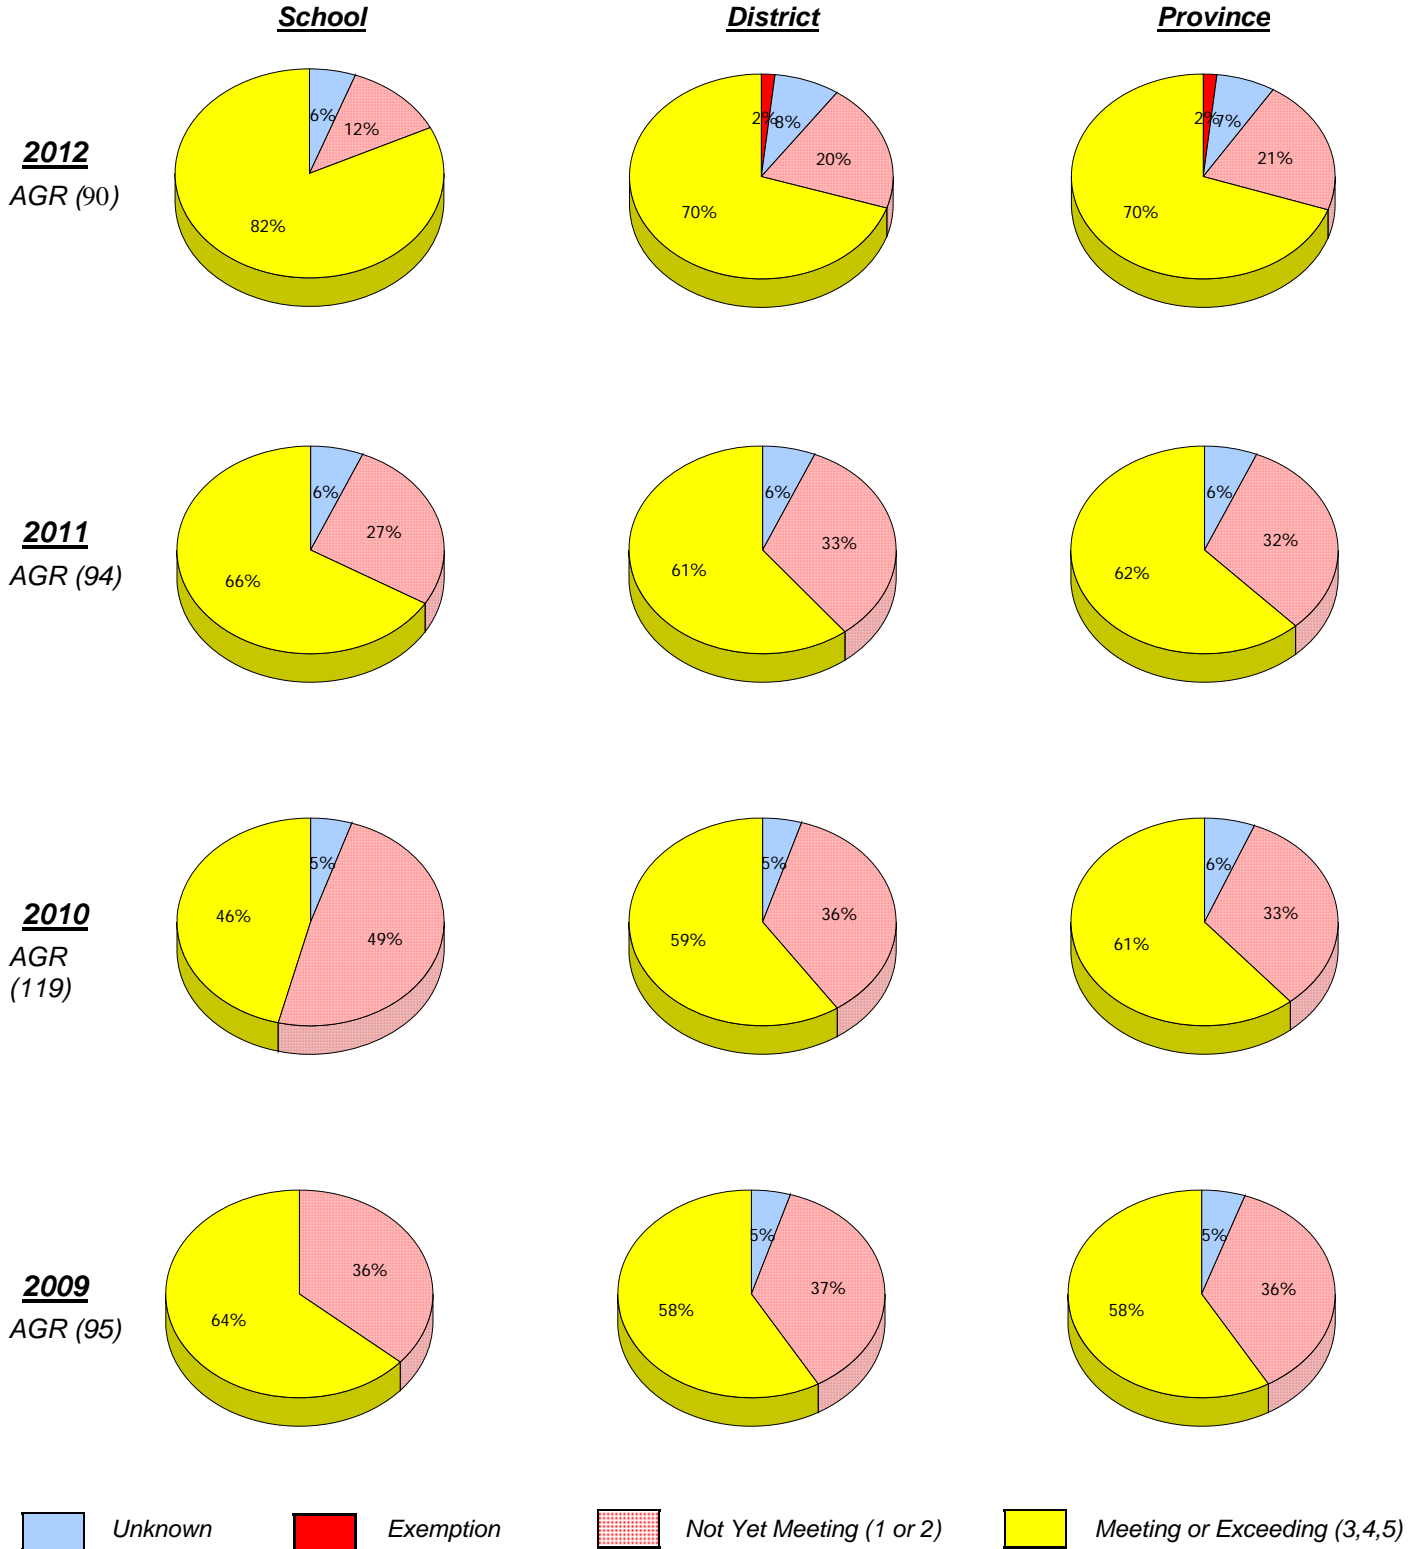 School District Province
6% 12% 82%
2% 8% 20% 70%
2% 7% 21% 70%
2012
AGR (90)
6% 27% 66%
6% 33% 61%
6% 32% 62%
2011
AGR (94)
5% 49% 46%
5% 36% 59%
6% 33% 61%
2010
AGR
(119)
36% 64%
5% 37% 58%
5% 36% 58%
2009
AGR (95)
Unknown Exemption Not Yet Meeting (1 or 2) Meeting or Exceeding (3,4,5)